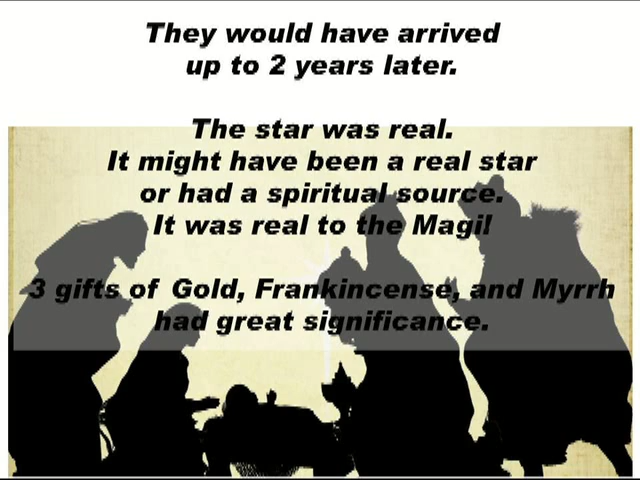 They would have arrived
up to 2 years later.
The star was real.
It might have been a real star
or had a spiritual source.
It was real to the Magi!
3 gifts of Gold, Frankincense, and Myrrh
had great significance.